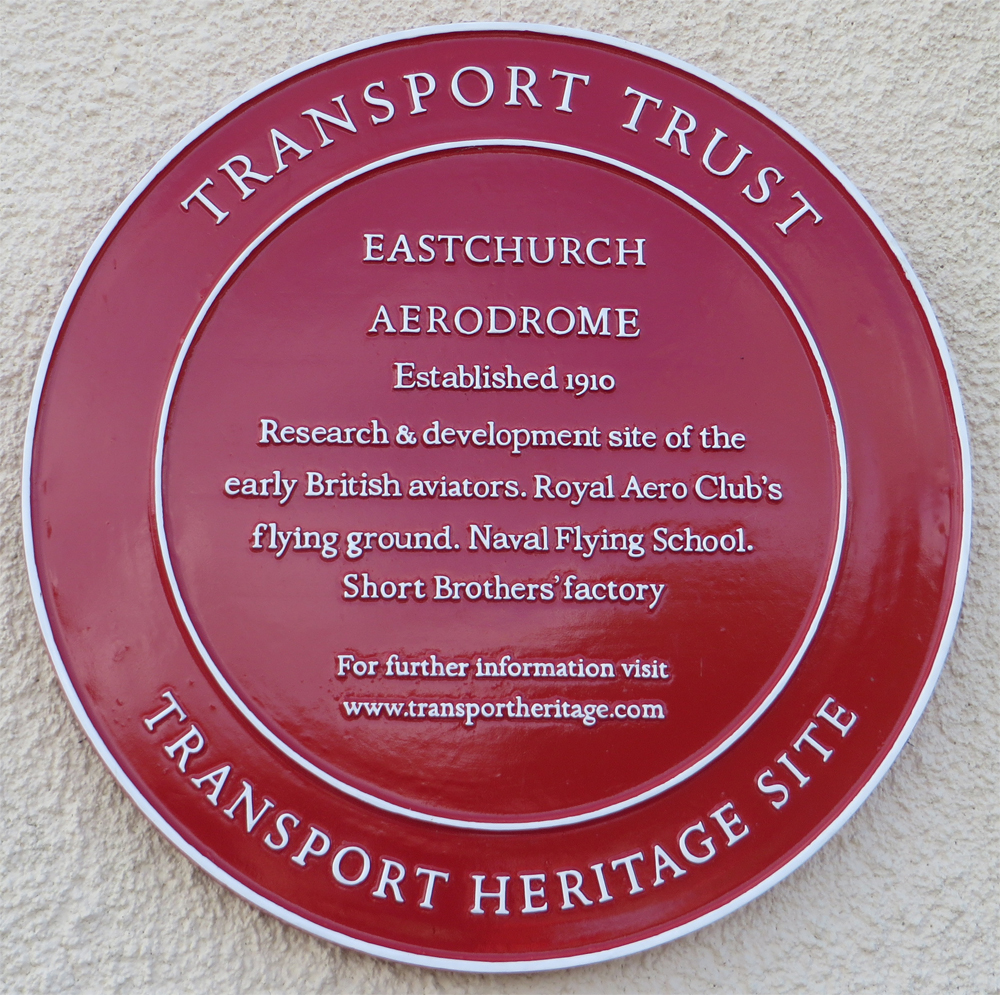 TRANSPORT TRUST
EASTCHURCH
AERODROME
Established 1910
Research & development site of the
early British aviators. Royal Aero Club's
flying ground. Naval Flying School.
Short Brothers' factory
For further information visit
www.transportheritage.com
TRANSPORT HERITAGE SITE